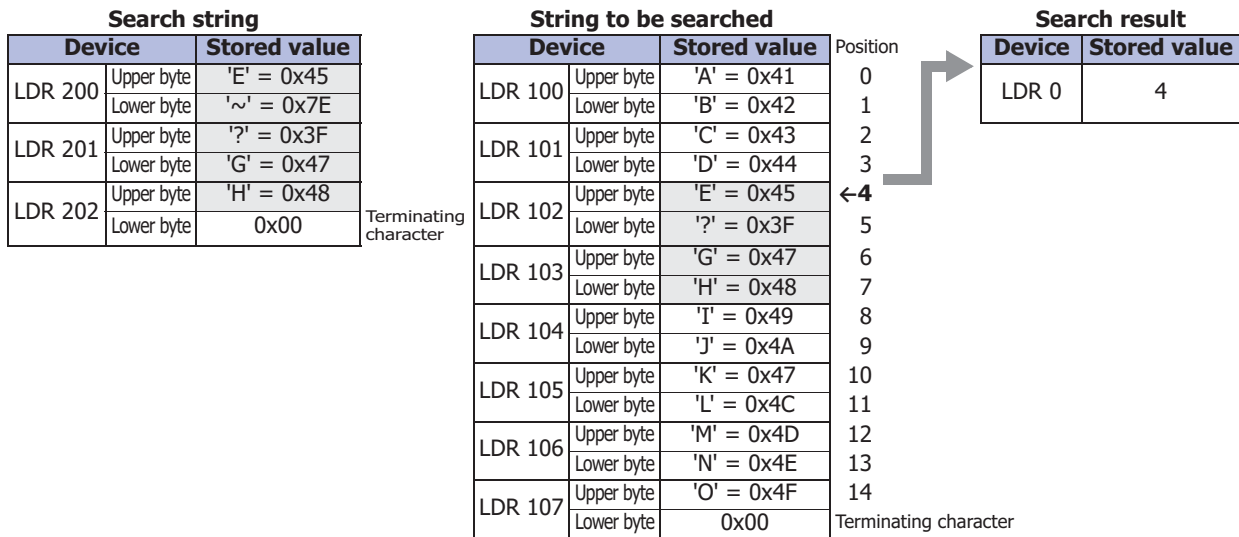 Search string
Device Stored value
LDR 200 Upper byte 'E' = 0x45
Lower byte '~' = 0x7E
LDR 201 Upper byte '?' = 0x3F
Lower byte 'G' = 0x47
LDR 202 Upper byte 'H' = 0x48
Lower byte 0x00 Terminating character
String to be searched
Device Stored value Position
LDR 100 Upper byte 'A' = 0x41 0
Lower byte 'B' = 0x42 1
LDR 101 Upper byte 'C' = 0x43 2
Lower byte 'D' = 0x44 3
LDR 102 Upper byte 'E' = 0x45 ←4
Lower byte '?' = 0x3F 5
LDR 103 Upper byte 'G' = 0x47 6
Lower byte 'H' = 0x48 7
LDR 104 Upper byte 'I' = 0x49 8
Lower byte 'J' = 0x4A 9
LDR 105 Upper byte 'K' = 0x47 10
Lower byte 'L' = 0x4C 11
LDR 106 Upper byte 'M' = 0x4D 12
Lower byte 'N' = 0x4E 13
LDR 107 Upper byte 'O' = 0x4F 14
Lower byte 0x00 Terminating character
Search result
Device Stored value
LDR 0 4